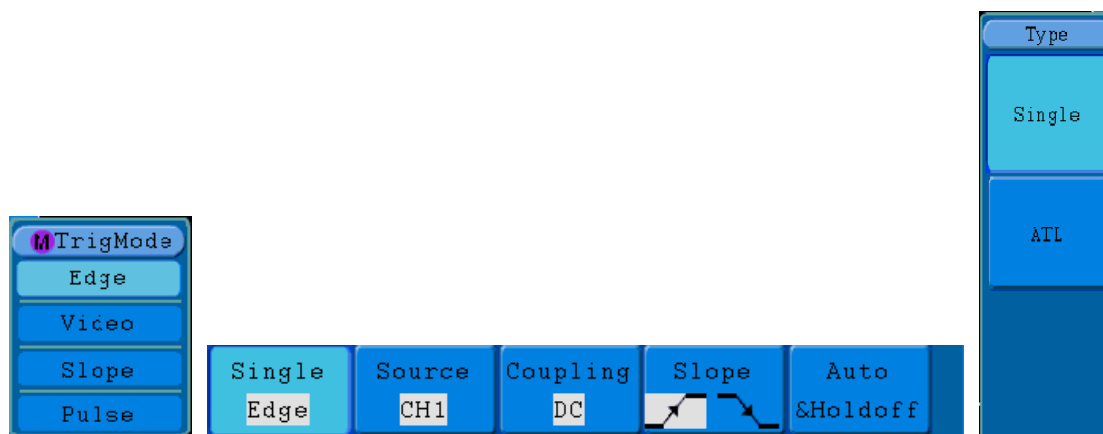 M TrigMode
Edge
Video
Slope
Pulse
Single Source Coupling Slope Auto
Edge CH1 DC &Holdoff
Type
Single
ATL